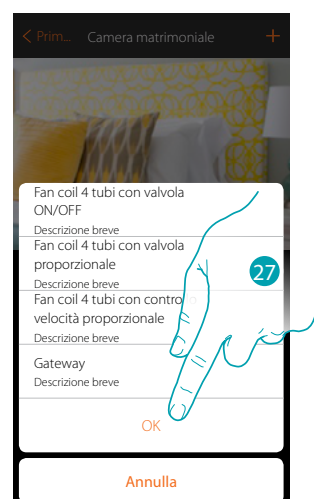 < Prim... Camera matrimoniale +
Fan coil 4 tubi con valvola
ON/OFF
Descrizione breve
Fan coil 4 tubi con valvola
proporzionale
Descrizione breve
27
Fan coil 4 tubi con contro
velocità proporzionale
Descrizione breve
Gateway
Descrizione breve
OK
Annulla